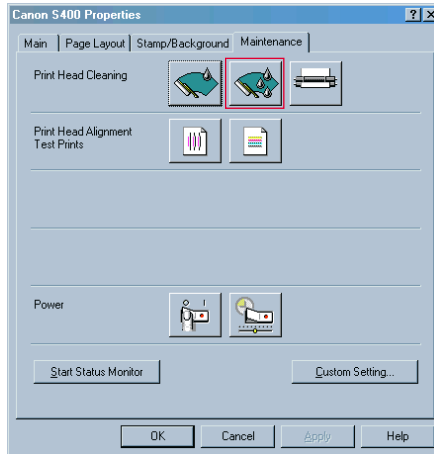 Canon S400 Properties
Main Page Layout Stamp/Background Maintenance
Print Head Cleaning
Print Head Alignment
Test Prints
Power
Start Status Monitor Custom Setting...
OK Cancel Apply Help